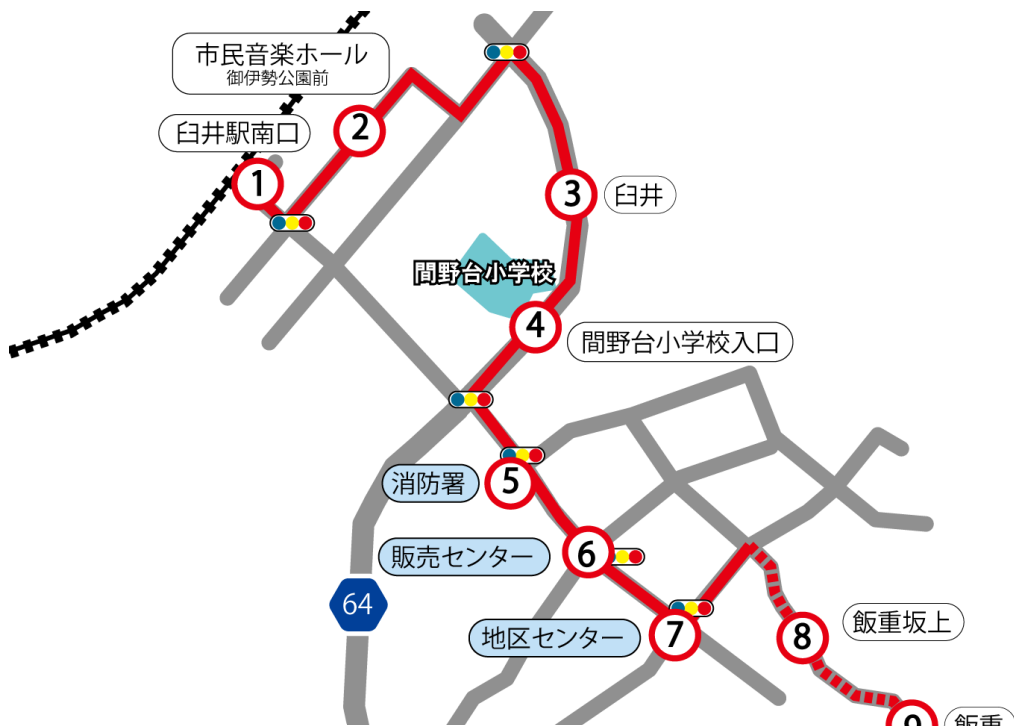 市民音楽ホール
御伊勢公園前
臼井駅南口
2
1
3
臼井
間野台小学校
4
間野台小学校入口
消防署
5
販売センター
6
64
地区センター
7
8
飯重坂上
9
飯重